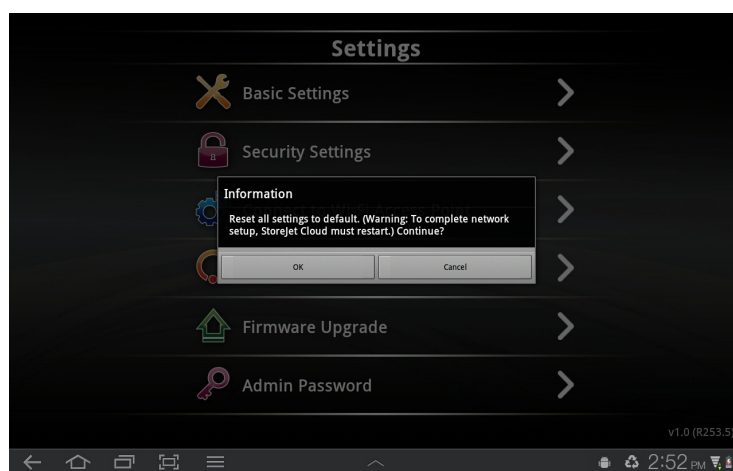 Settings
Basic Settings
Security Settings
Information
Reset all settings to default. (Warning: To complete network
setup, StoreJet Cloud must restart.) Continue?
OK
Cancel
Firmware Upgrade
Admin Password
v1.0 (R253.5)
2:52 PM